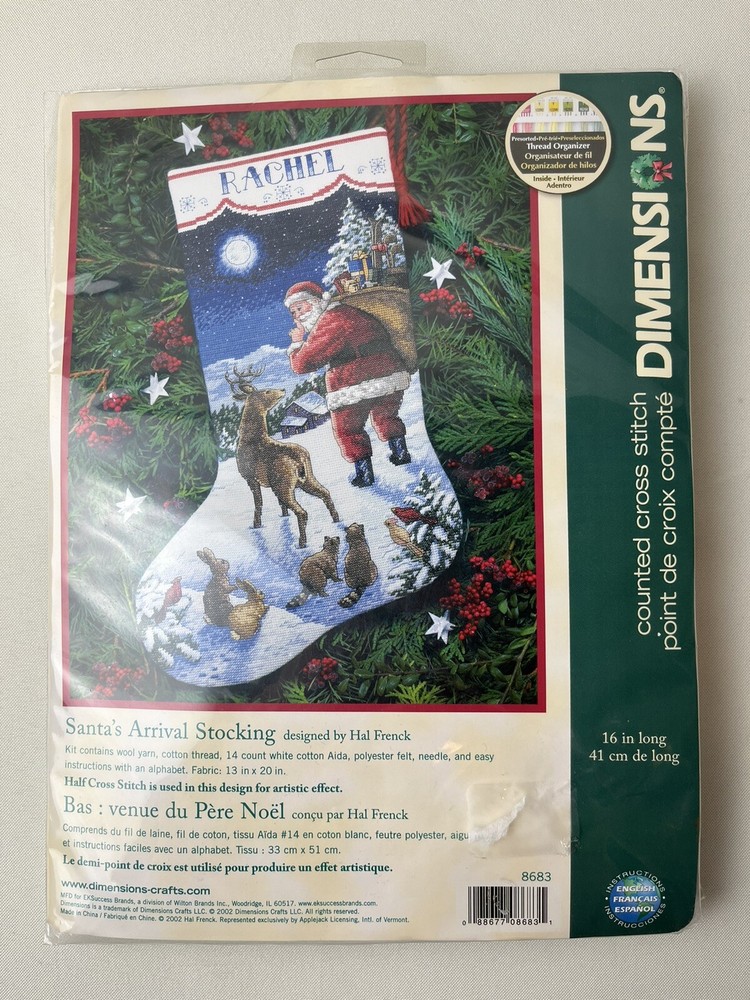 RACHEL
Presorted•Pré-trié•Preseleccionados
Thread Organizer
Organisateur de fil
Organizador de hilos
Inside - Intérieur
Adentro
DIMENSIONS®
counted cross stitch
point de croix compté
16 in long
41 cm de long
Santa's Arrival Stocking designed by Hal Frenck
Kit contains wool yarn, cotton thread, 14 count white cotton Aida, polyester felt, needle, and easy
instructions with an alphabet. Fabric: 13 in x 20 in.
Half Cross Stitch is used in this design for artistic effect.
Bas : venue du Père Noël conçu par Hal Frenck
Comprends du fil de laine, fil de coton, tissu Aïda #14 en coton blanc, feutre polyester, aigu
et instructions faciles avec un alphabet. Tissu : 33 cm x 51 cm.
Le demi-point de croix est utilisé pour produire un effet artistique.
www.dimensions-crafts.com
MFD for EKSuccess Brands, a division of Wilton Brands Inc., Woodridge, IL 60517. www.eksuccessbrands.com.
Dimensions is a trademark of Dimensions Crafts LLC. © 2002 Dimensions Crafts LLC. All rights reserved.
Made in China / Fabriqué en Chine. © 2002 Hal Frenck. Represented exclusively by Applejack Licensing, Intl. of Vermont.
8683
0 88677 08683 1
INSTRUCTIONS
ENGLISH
FRANÇAIS
ESPAÑOL
INSTRUCCIONES